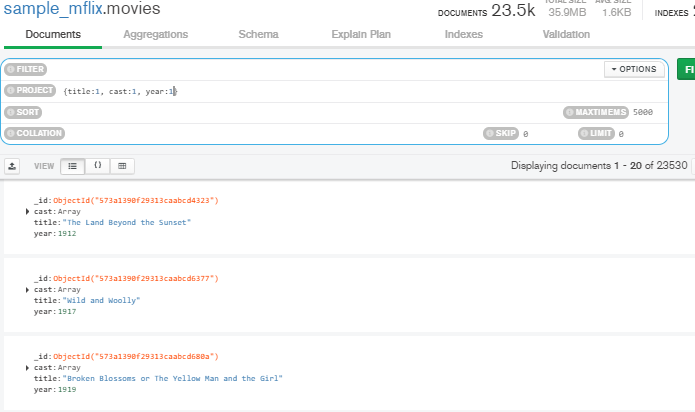 sample_mflix.movies
DOCUMENTS 23.5k TOTAL SIZE 35.9MB AVG. SIZE 1.6KB INDEXES
Documents Aggregations Schema Explain Plan Indexes Validation
FILTER OPTIONS FI
PROJECT {title:1, cast:1, year:1}
SORT MAXTIMEMS 5000
COLLATION SKIP 0 LIMIT 0
VIEW {} Displaying documents 1 - 20 of 23530
_id:ObjectId("573a1390f29313caabcd4323")
cast:Array
title:"The Land Beyond the Sunset"
year:1912
_id:ObjectId("573a1390f29313caabcd6377")
cast:Array
title:"Wild and Woolly"
year:1917
_id:ObjectId("573a1390f29313caabcd680a")
cast:Array
title:"Broken Blossoms or The Yellow Man and the Girl"
year:1919